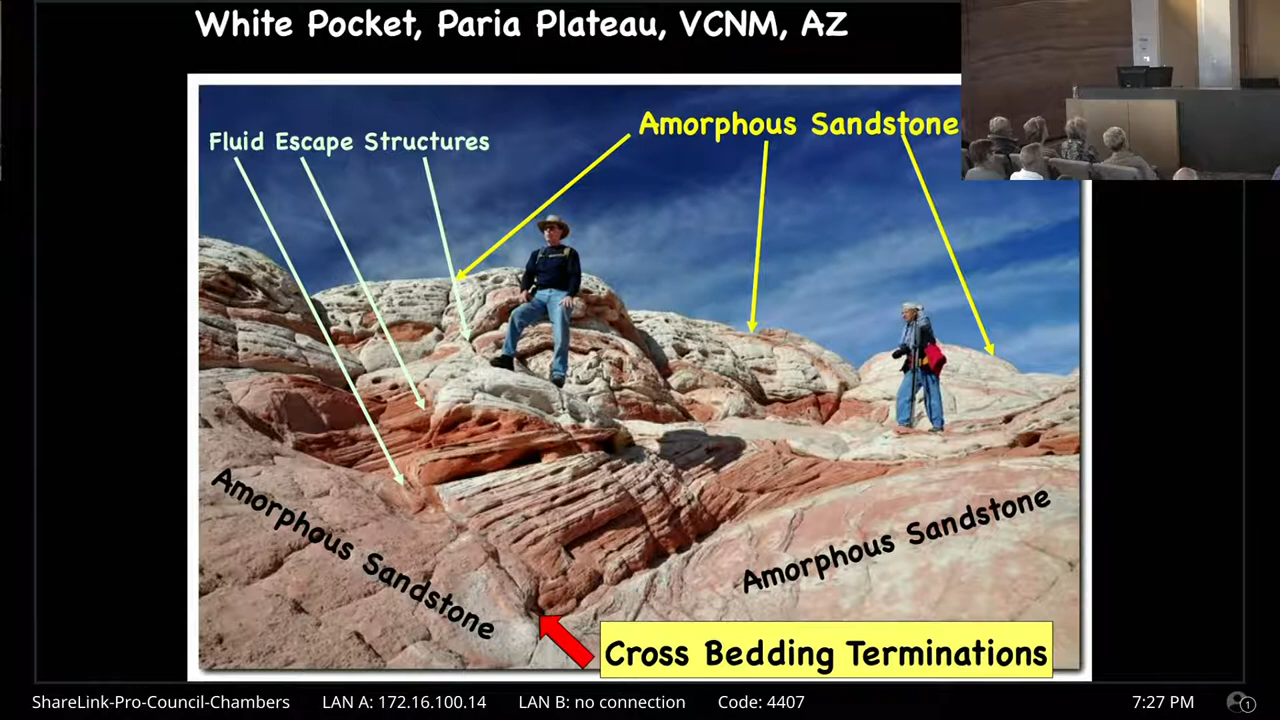 White Pocket, Paria Plateau, VCNM, AZ
Fluid Escape Structures
Amorphous Sandstone
Amorphous Sandstone
Amorphous Sandstone
Cross Bedding Terminations
ShareLink-Pro-Council-Chambers LAN A: 172.16.100.14 LAN B: no connection Code: 4407 7:27 PM 1